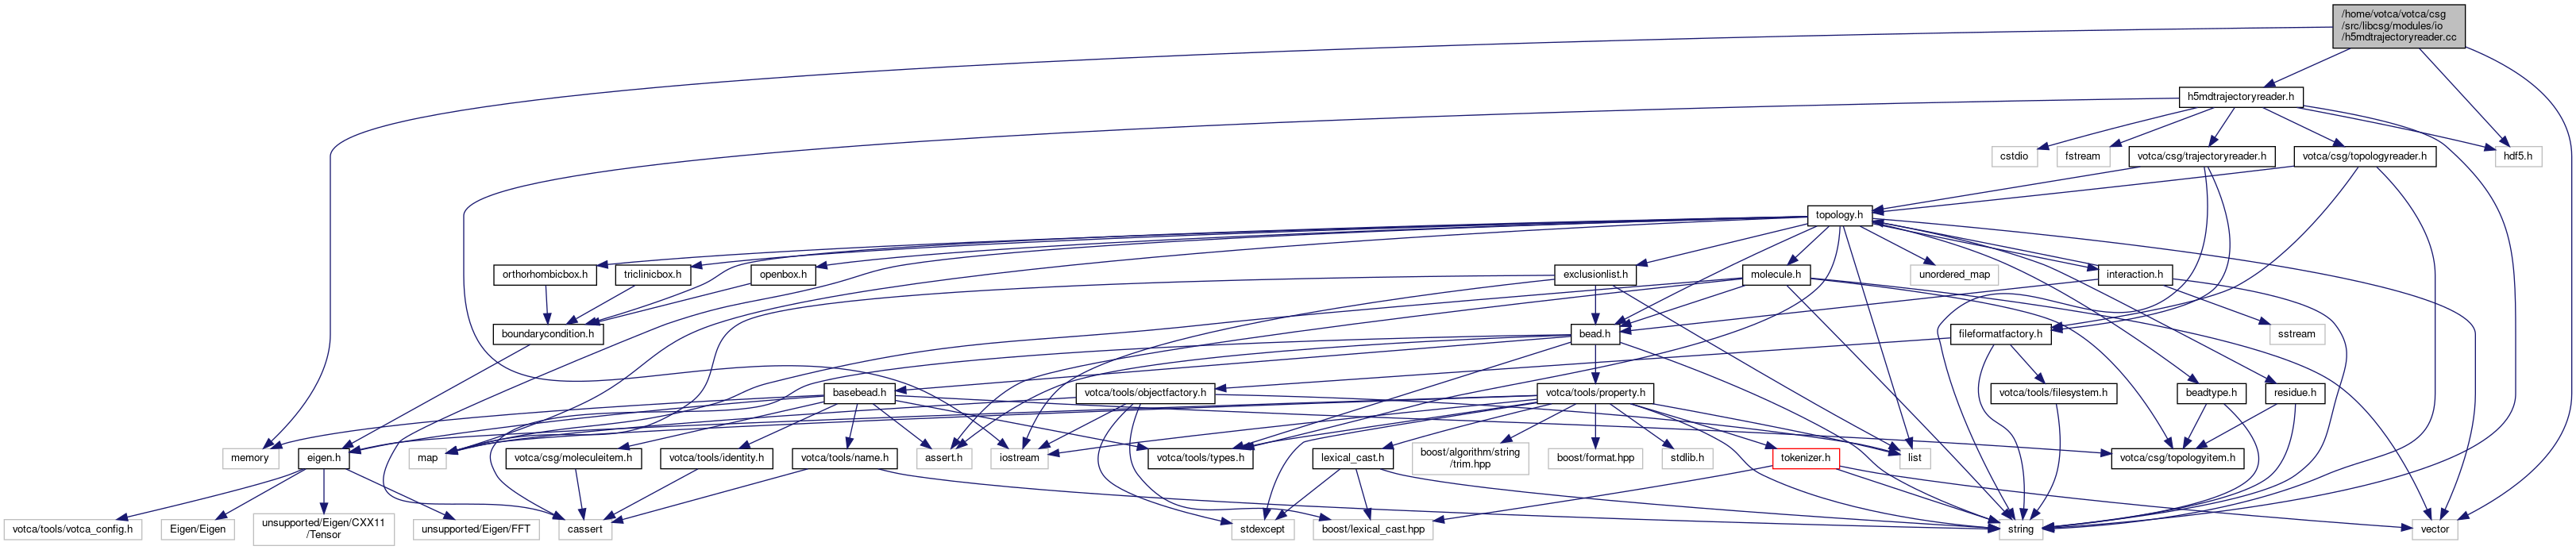 /home/votca/votca/csg
/src/libcsg/modules/io
/h5mdtrajectoryreader.cc
h5mdtrajectoryreader.h
cstdio
fstream
votca/csg/trajectoryreader.h
votca/csg/topologyreader.h
hdf5.h
topology.h
orthorhombicbox.h
triclinicbox.h
openbox.h
exclusionlist.h
molecule.h
unordered_map
interaction.h
boundarycondition.h
bead.h
fileformatfactory.h
sstream
basebead.h
votca/tools/objectfactory.h
votca/tools/property.h
votca/tools/filesystem.h
beadtype.h
residue.h
memory
eigen.h
map
votca/csg/moleculeitem.h
votca/tools/identity.h
votca/tools/name.h
assert.h
iostream
votca/tools/types.h
lexical_cast.h
boost/algorithm/string
/trim.hpp
boost/format.hpp
stdlib.h
tokenizer.h
list
votca/csg/topologyitem.h
votca/tools/votca_config.h
Eigen/Eigen
unsupported/Eigen/CXX11
/Tensor
unsupported/Eigen/FFT
cassert
stdexcept
boost/lexical_cast.hpp
string
vector